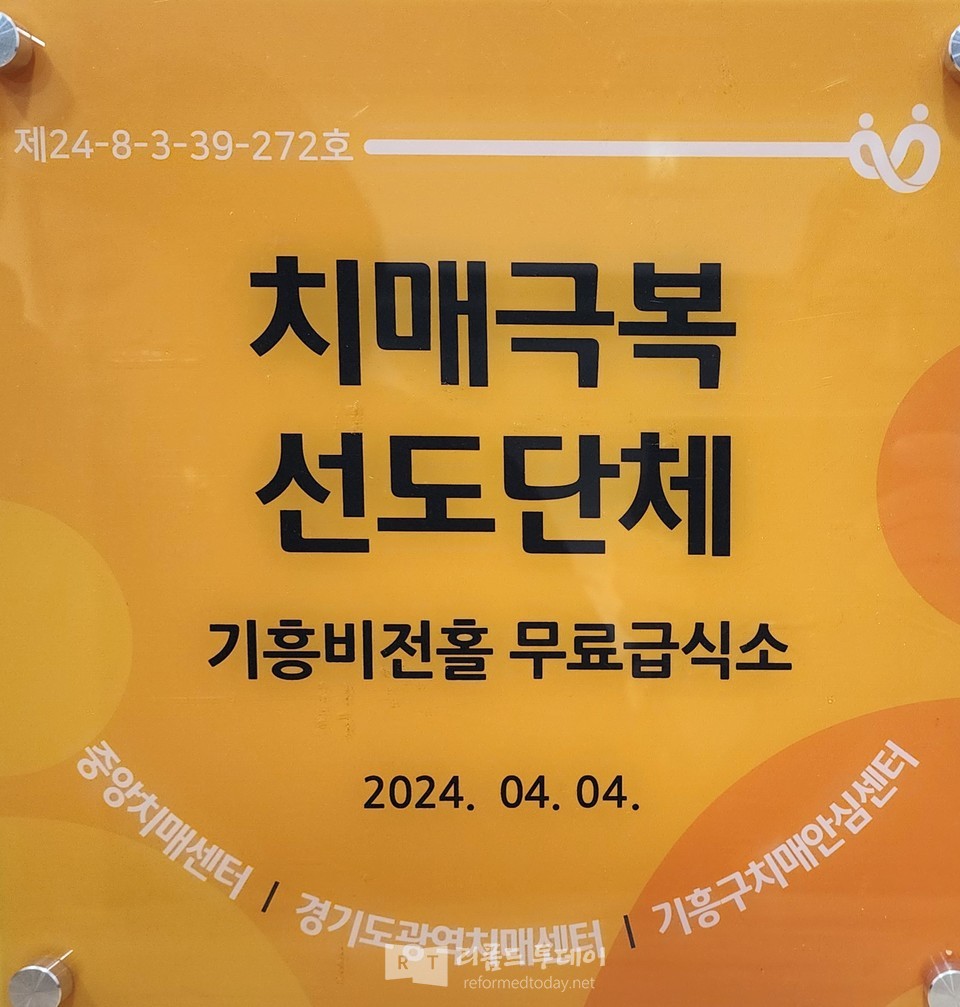 제24-8-3-39-272호
치매극복
선도단체
기흥비전홀 무료급식소
2024. 04. 04.
중앙치매센터 | 경기도광역치매센터 | 기흥구치매안심센터
RT 리폼드투데이
reformedtoday.net